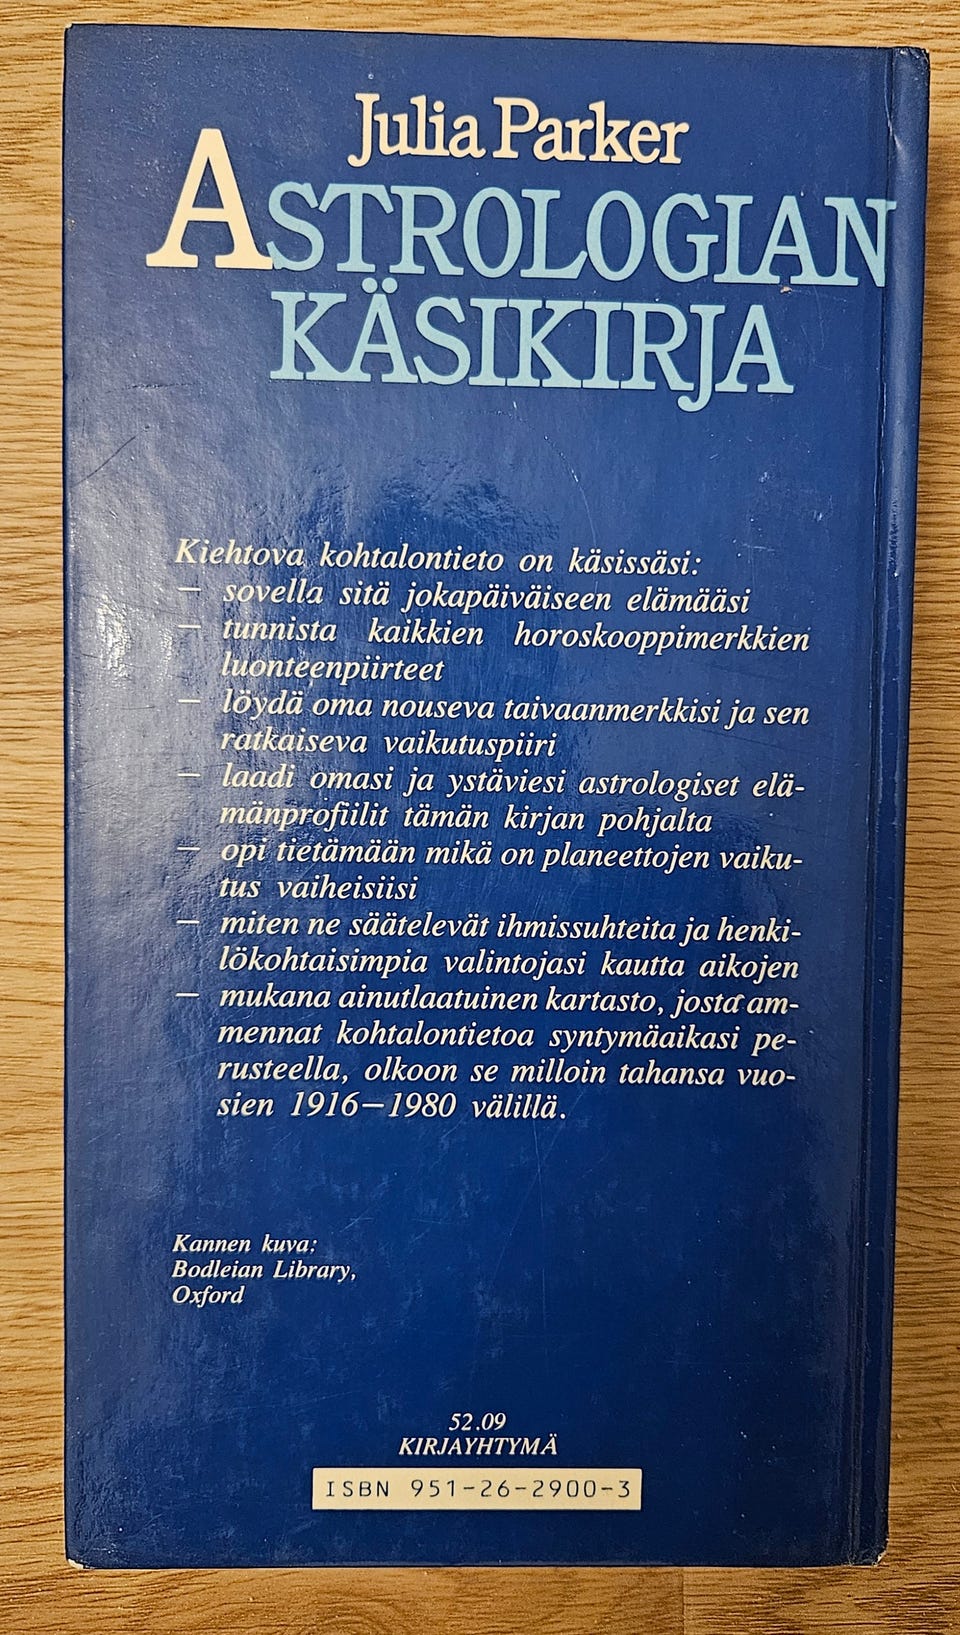 Julia Parker
ASTROLOGIAN
KÄSIKIRJA
Kiehtova kohtalontieto on käsissäsi:
— sovella sitä jokapäiväiseen elämääsi
— tunnista kaikkien horoskooppimerkkien
luonteenpiirteet
— löydä oma nouseva taivaanmerkkisi ja sen
ratkaiseva vaikutuspiiri
— laadi omasi ja ystäviesi astrologiset elä-
mänprofiilit tämän kirjan pohjalta
— opi tietämään mikä on planeettojen vaiku-
tus vaiheisiisi
— miten ne säätelevät ihmissuhteita ja henki-
lökohtaisimpia valintojasi kautta aikojen
— mukana ainutlaatuinen kartasto, josta am-
mennat kohtalontietoa syntymäaikasi pe-
rusteella, olkoon se milloin tahansa vuo-
sien 1916—1980 välillä.
Kannen kuva:
Bodleian Library,
Oxford
52.09
KIRJAYHTYMÄ
ISBN 951-26-2900-3